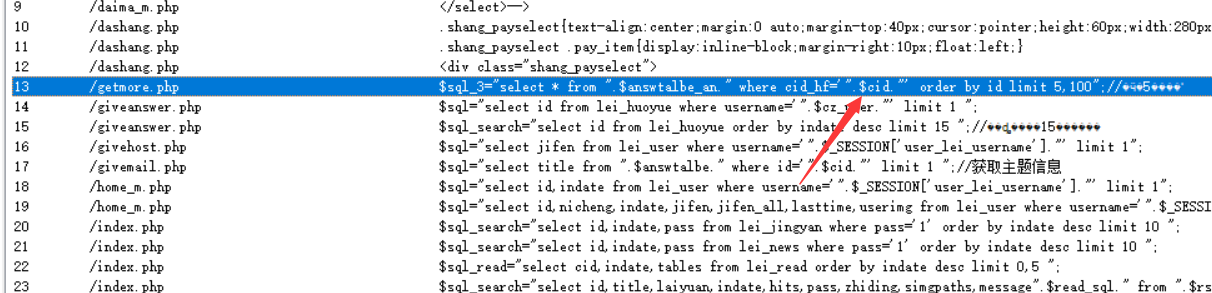 9 /daima_m.php </select>-->
10 /dashang.php .shang_payselect{text-align:center;margin:0 auto;margin-top:40px;cursor:pointer;height:60px;width:280px
11 /dashang.php .shang_payselect .pay_item{display:inline-block;margin-right:10px;float:left;}
12 /dashang.php <div class="shang_payselect">
13 /getmore.php $sql_3="select * from ".$answtalbe_an." where cid_hf='".$cid."' order by id limit 5,100";//
14 /giveanswer.php $sql="select id from lei_huoyue where username='".$cz_user."' limit 1 ";
15 /giveanswer.php $sql_search="select id from lei_huoyue order by indate desc limit 15 ";//
16 /givehost.php $sql="select jifen from lei_user where username='".$_SESSION['user_lei_username']."' limit 1";
17 /givemail.php $sql="select title from ".$answtalbe." where id='".$cid."' limit 1 ";//获取主题信息
18 /home_m.php $sql="select id,indate from lei_user where username='".$_SESSION['user_lei_username']."' limit 1";
19 /home_m.php $sql="select id,nicheng,indate,jifen,jifen_all,lasttime,userimg from lei_user where username='".$_SESSI
20 /index.php $sql_search="select id,indate,pass from lei_jingyan where pass='1' order by indate desc limit 10 ";
21 /index.php $sql_search="select id,indate,pass from lei_news where pass='1' order by indate desc limit 10 ";
22 /index.php $sql_read="select cid,indate,tables from lei_read order by indate desc limit 0,5 ";
23 /index.php $sql_search="select id,title,laiyuan,indate,hits,pass,zhiding,simgpaths,message".$read_sql." from ".$rs